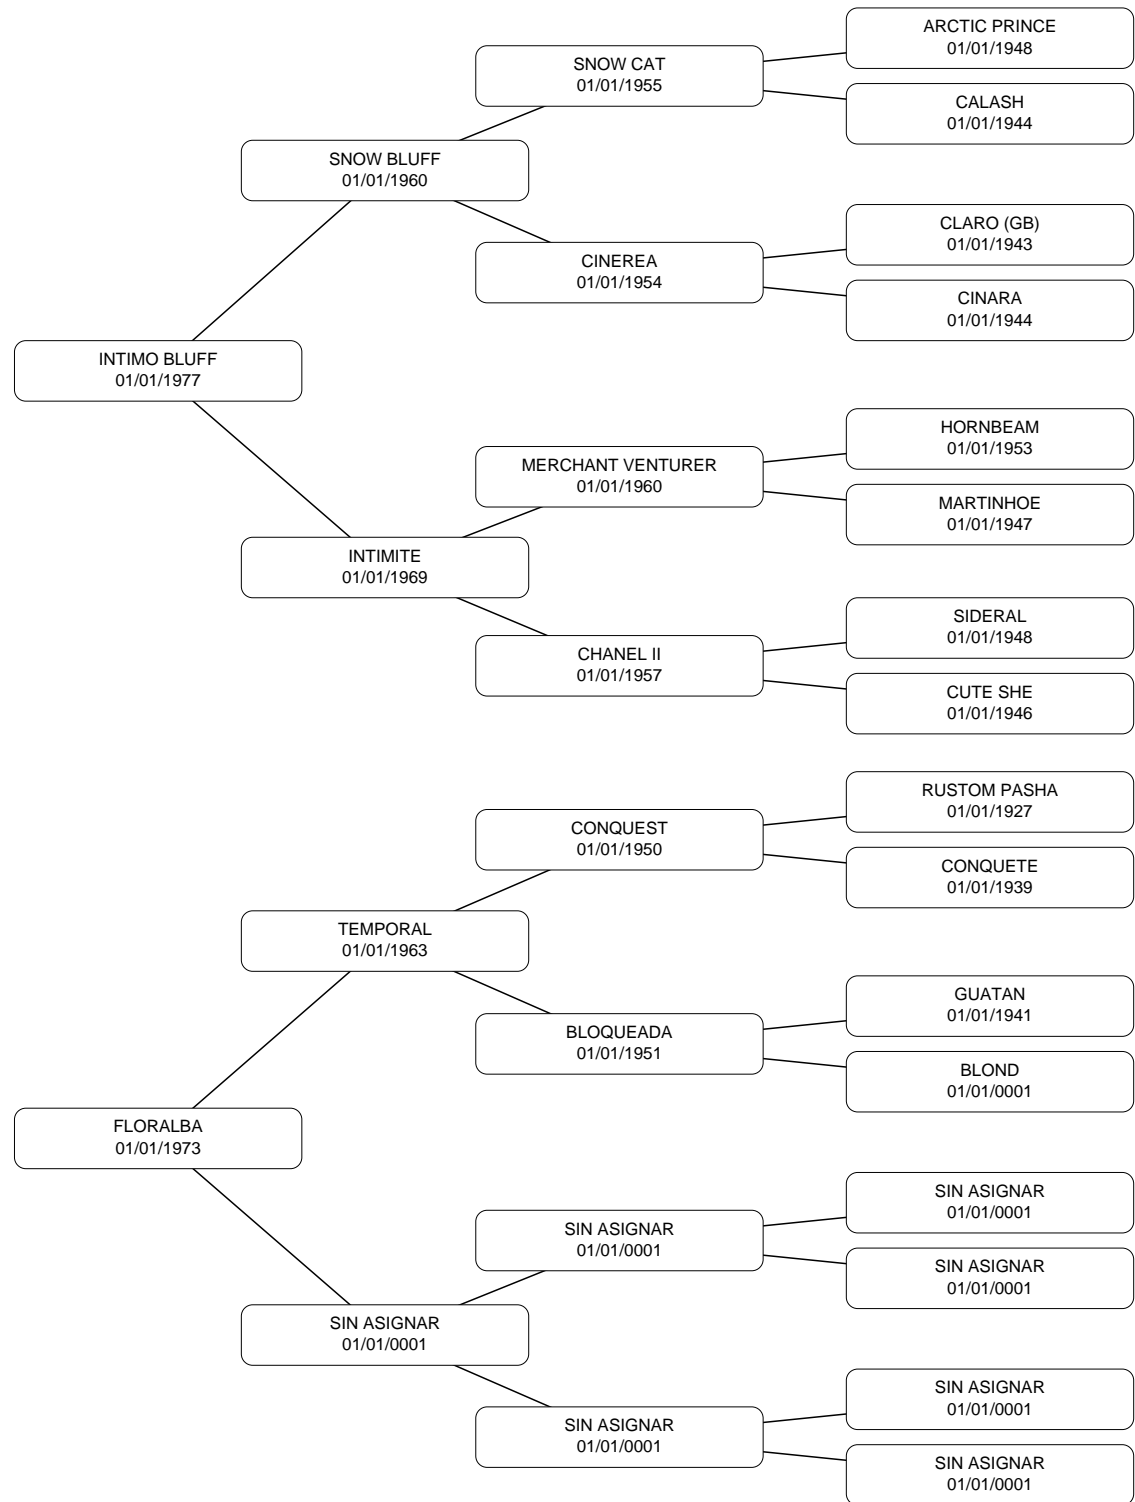 ARCTIC PRINCE
01/01/1948
SNOW CAT
01/01/1955
CALASH
01/01/1944
SNOW BLUFF
01/01/1960
CLARO (GB)
01/01/1943
CINEREA
01/01/1954
CINARA
01/01/1944
INTIMO BLUFF
01/01/1977
HORNBEAM
01/01/1953
MERCHANT VENTURER
01/01/1960
MARTINHOE
01/01/1947
INTIMITE
01/01/1969
SIDERAL
01/01/1948
CHANEL II
01/01/1957
CUTE SHE
01/01/1946
RUSTOM PASHA
01/01/1927
CONQUEST
01/01/1950
CONQUETE
01/01/1939
TEMPORAL
01/01/1963
GUATAN
01/01/1941
BLOQUEADA
01/01/1951
BLOND
01/01/0001
FLORALBA
01/01/1973
SIN ASIGNAR
01/01/0001
SIN ASIGNAR
01/01/0001
SIN ASIGNAR
01/01/0001
SIN ASIGNAR
01/01/0001
SIN ASIGNAR
01/01/0001
SIN ASIGNAR
01/01/0001
SIN ASIGNAR
01/01/0001